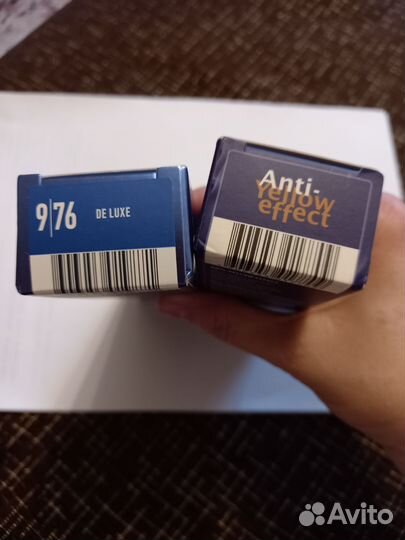 9|76 DE LUXE
Anti-
Yellow
effect
Avito